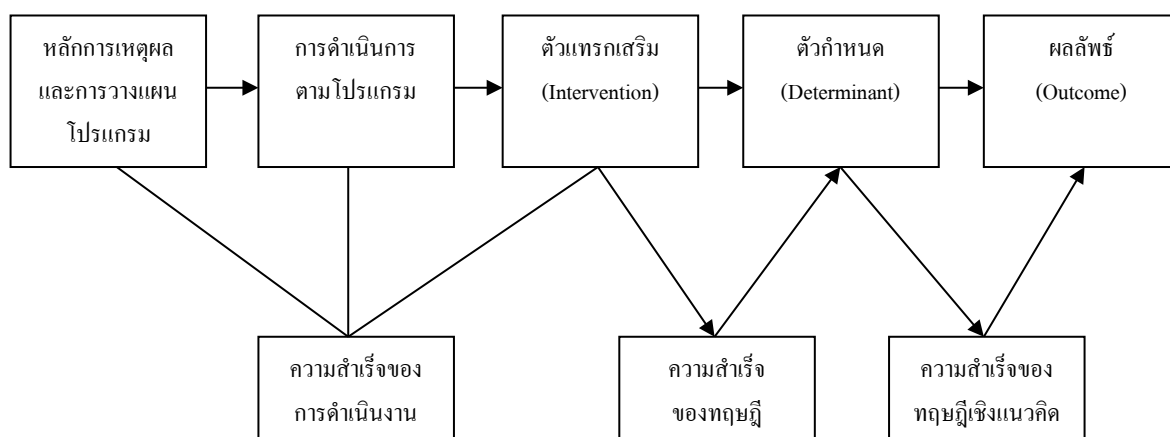 หลักการเหตุผล
และการวางแผน
โปรแกรม
การดำเนินการ
ตามโปรแกรม
ตัวแทรกเสริม
(Intervention)
ตัวกำหนด
(Determinant)
ผลลัพธ์
(Outcome)
ความสำเร็จของ
การดำเนินงาน
ความสำเร็จ
ของทฤษฎี
ความสำเร็จของ
ทฤษฎีเชิงแนวคิด